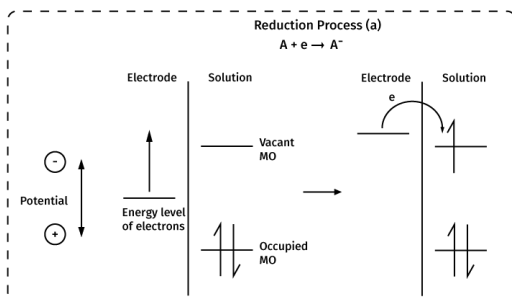 Reduction Process (a)
A + e → A⁻
Electrode
Solution
Electrode
Solution
e
Vacant
MO
-
Potential
+
Energy level
of electrons
Occupied
MO